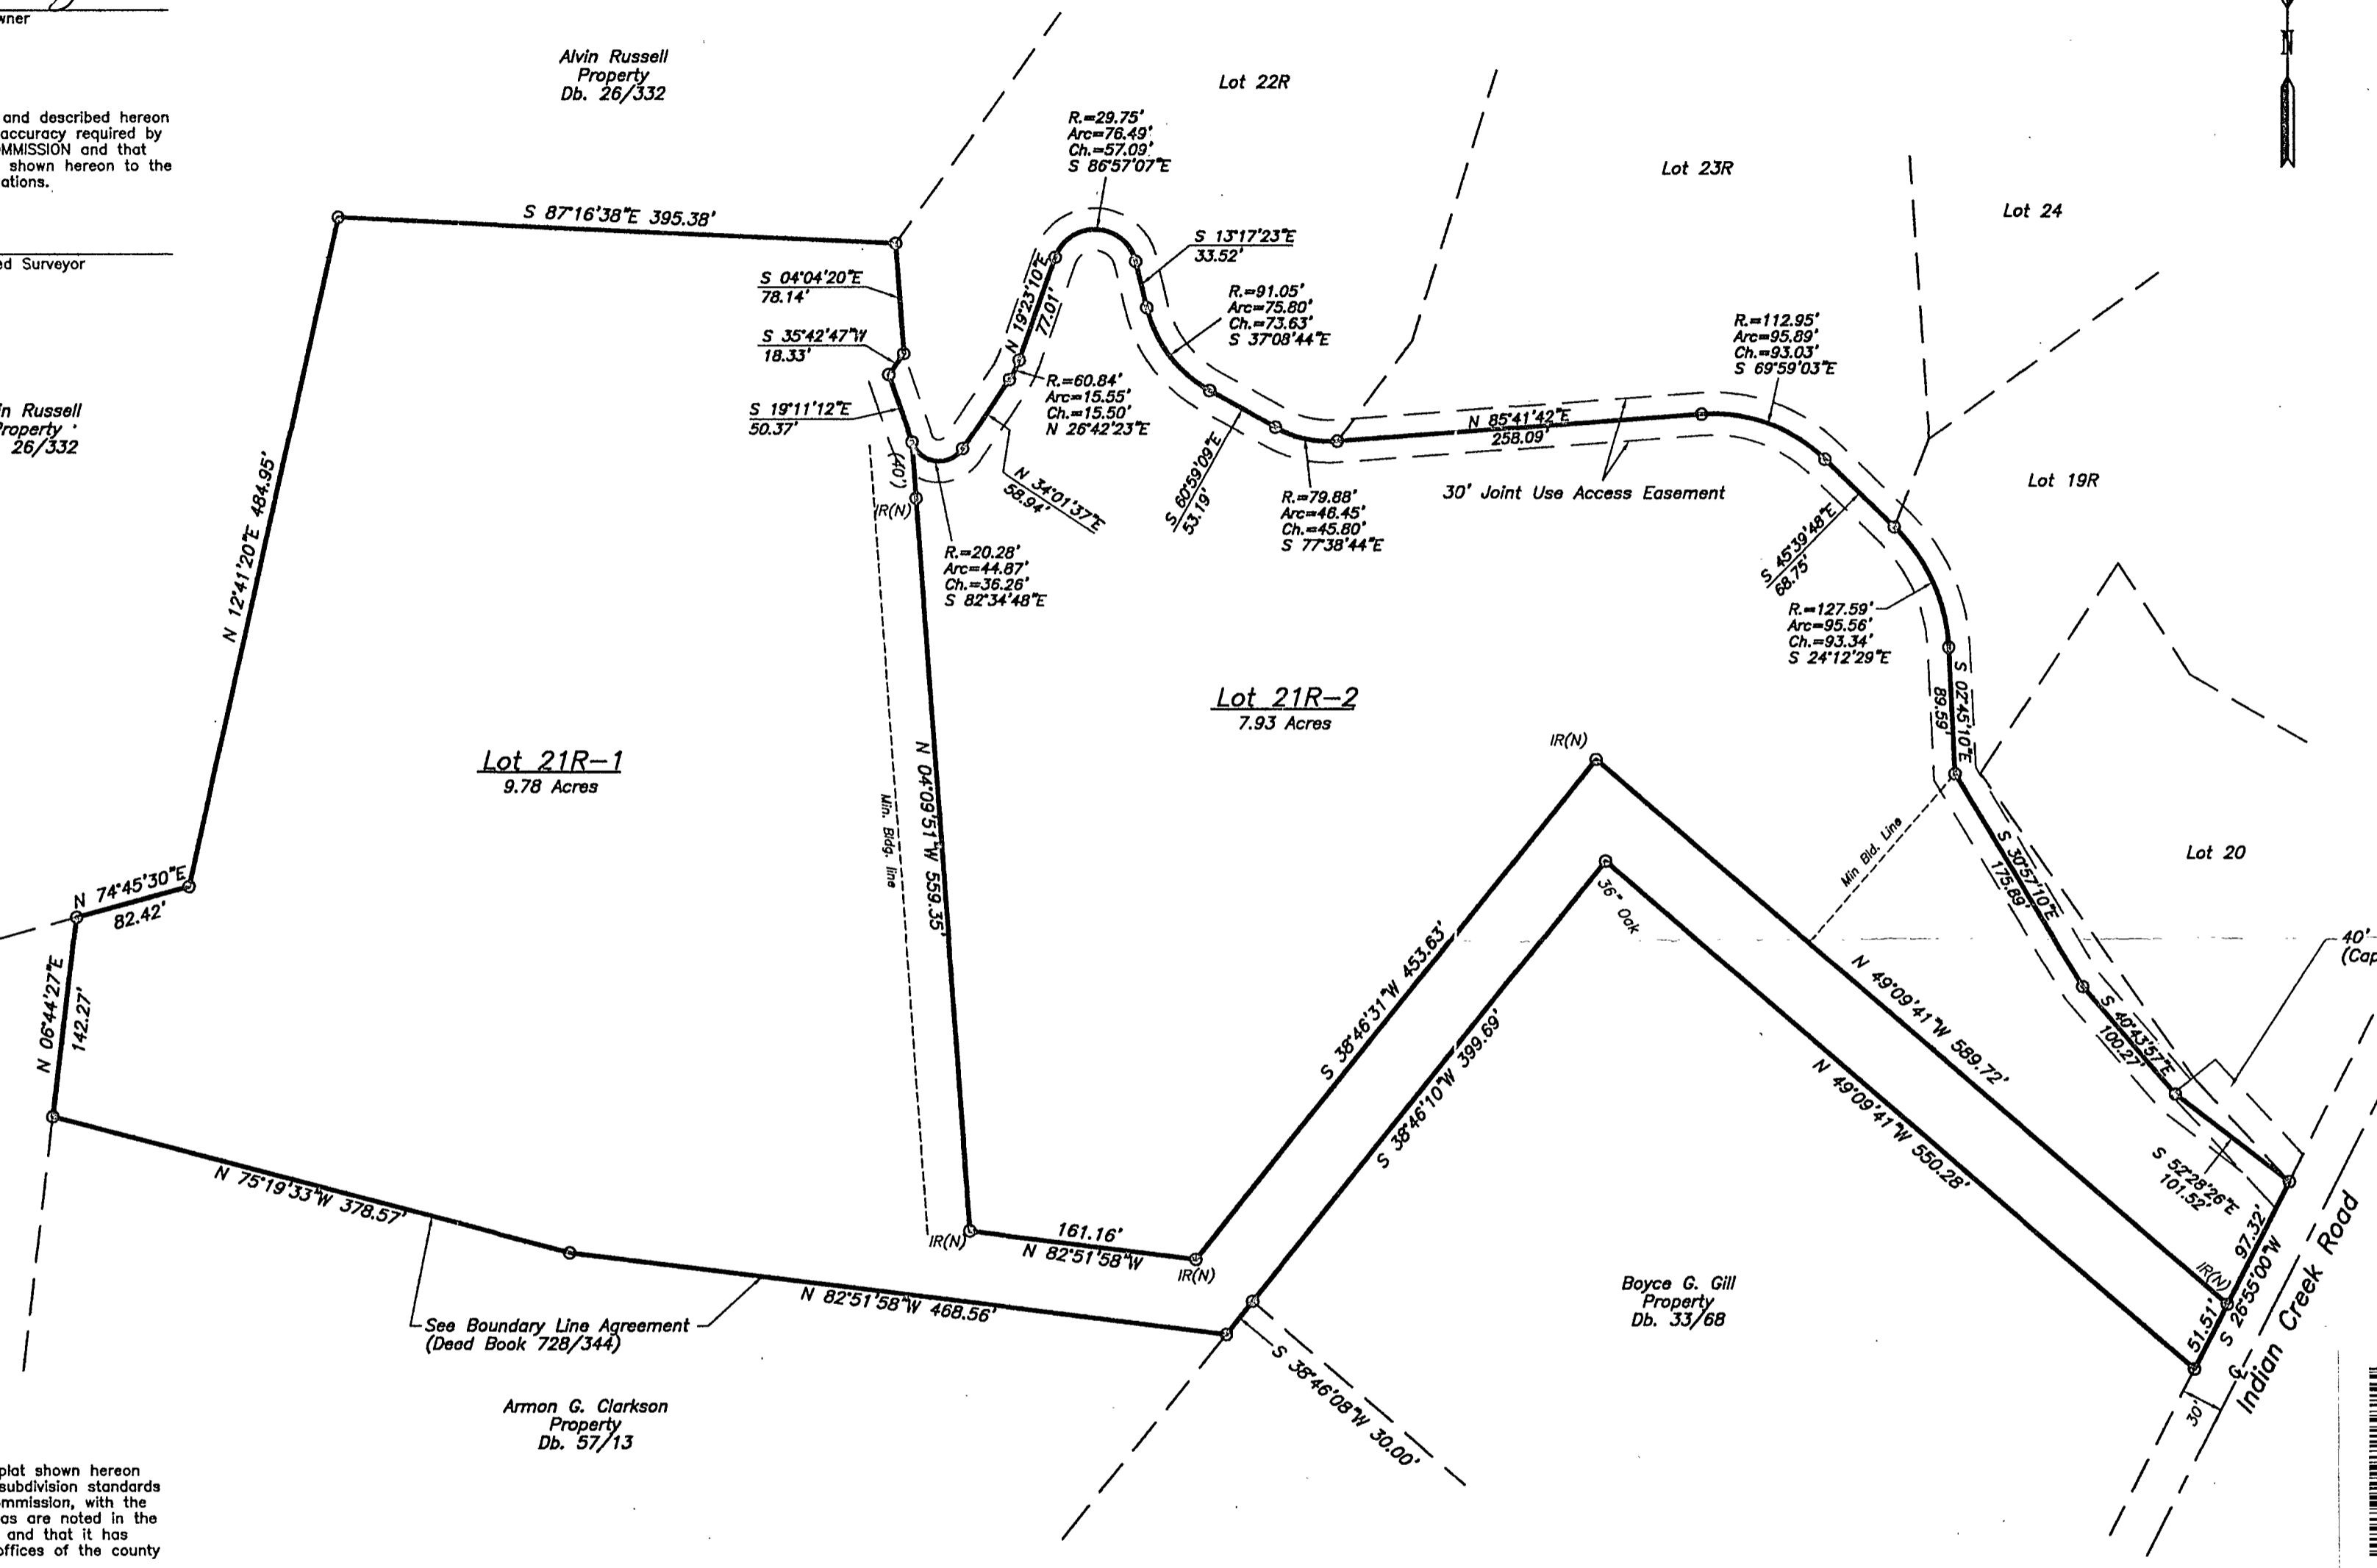 wner
and described hereon
accuracy required by
MMISSION and that
shown hereon to the
ations.
ed Surveyor
in Russell
Property
26/332
Alvin Russell
Property
Db. 26/332
Lot 22R
Lot 23R
Lot 24
N
R.=29.75'
Arc=76.49'
Ch.=57.09'
S 86°57'07"E
S 87°16'38"E 395.38'
S 04°04'20"E
78.14'
S 35°42'47"W
18.33'
S 19°11'12"E
50.37'
(40')
IR(N)
N 19°23'10"E
77.01'
S 13°17'23"E
33.52'
R.=91.05'
Arc=75.80'
Ch.=73.63'
S 37°08'44"E
R.=60.84'
Arc=15.55'
Ch.=15.50'
N 26°42'23"E
N 34°01'37"E
58.94'
R.=20.28'
Arc=44.87'
Ch.=36.26'
S 82°34'48"E
S 60°59'09"E
53.19'
R.=79.88'
Arc=46.45'
Ch.=45.80'
S 77°38'44"E
N 85°41'42"E
258.09'
30' Joint Use Access Easement
R.=112.95'
Arc=95.89'
Ch.=93.03'
S 69°59'03"E
Lot 19R
S 45°39'48"E
68.75'
R.=127.59'
Arc=95.56'
Ch.=93.34'
S 24°12'29"E
S 02°45'10"E
89.59'
N 12°41'20"E 484.95'
Lot 21R-1
9.78 Acres
Lot 21R-2
7.93 Acres
Min. Bldg. line
N 04°09'51"W 559.35'
IR(N)
36" Oak
Min Bld. Line
Lot 20
S 30°57'10"E
175.89'
N 74°45'30"E
82.42'
N 06°44'27"E
142.27'
40'
(Cap
S 40°43'57"E
100.27'
S 38°46'31"W 453.63'
S 38°46'10"W 399.69'
N 49°09'41"W 589.72'
N 49°09'41"W 550.28'
S 52°28'26"E
101.52'
N 75°19'33"W 378.57'
IR(N)
161.16'
N 82°51'58"W
IR(N)
N 82°51'58"W 468.56'
See Boundary Line Agreement
(Deed Book 728/344)
Armon G. Clarkson
Property
Db. 57/13
Boyce G. Gill
Property
Db. 33/68
S 38°46'08"W 30.00'
IR(N)
97.32'
51.51'
S 26°55'00"W
30'
Indian Creek Road
plat shown hereon
subdivision standards
mmission, with the
as are noted in the
and that it has
offices of the county